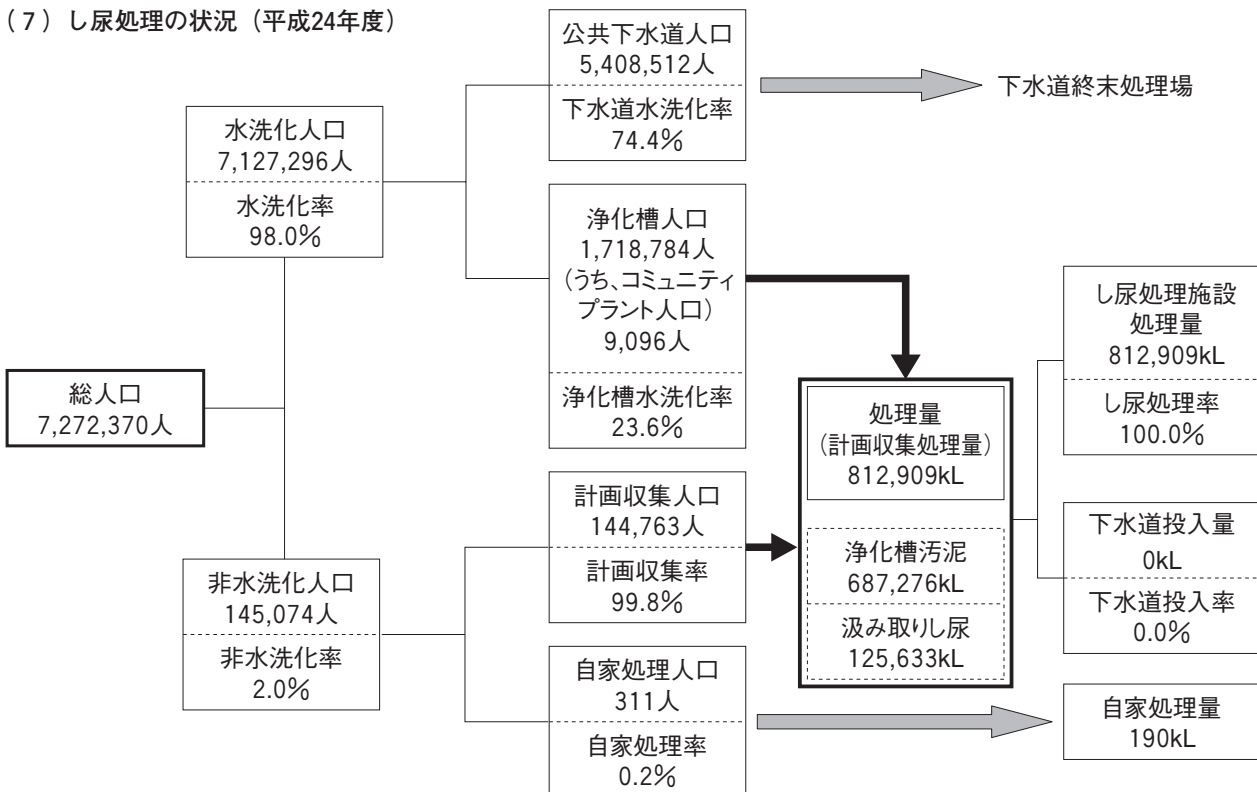 (7)し尿処理の状況(平成24年度)
総人口
7,272,370人
水洗化人口
7,127,296人
水洗化率
98.0%
非水洗化人口
145,074人
非水洗化率
2.0%
公共下水道人口
5,408,512人
下水道水洗化率
74.4%
下水道終末処理場
浄化槽人口
1,718,784人
(うち、コミュニティ
プラント人口)
9,096人
浄化槽水洗化率
23.6%
計画収集人口
144,763人
計画収集率
99.8%
自家処理人口
311人
自家処理率
0.2%
処理量
(計画収集処理量)
812,909kL
浄化槽汚泥
687,276kL
汲み取りし尿
125,633kL
し尿処理施設
処理量
812,909kL
し尿処理率
100.0%
下水道投入量
0kL
下水道投入率
0.0%
自家処理量
190kL